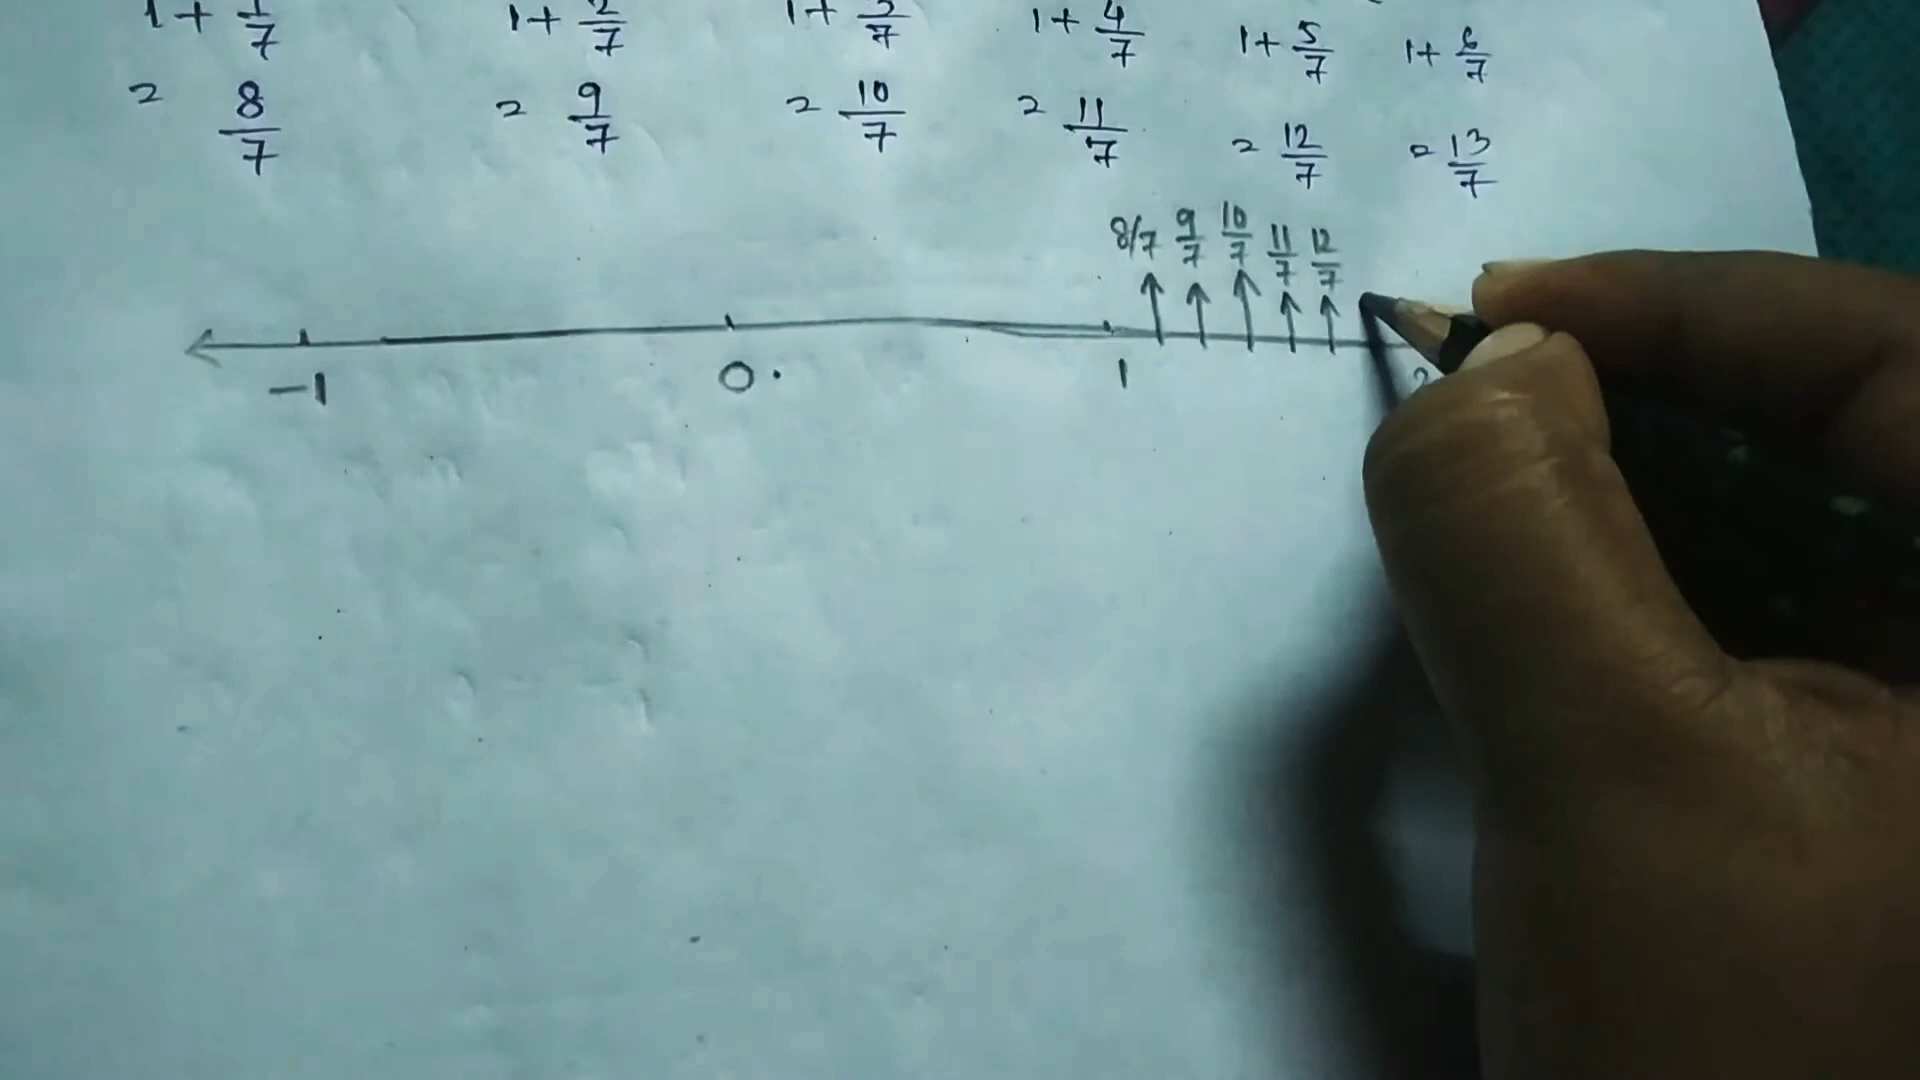 1 + 1/7 1 + 2/7 1 + 3/7 1 + 4/7 1 + 5/7 1 + 6/7
= 8/7 = 9/7 = 10/7 = 11/7 = 12/7 = 13/7
8/7 9/7 10/7 11/7 12/7
-1 0 1 2